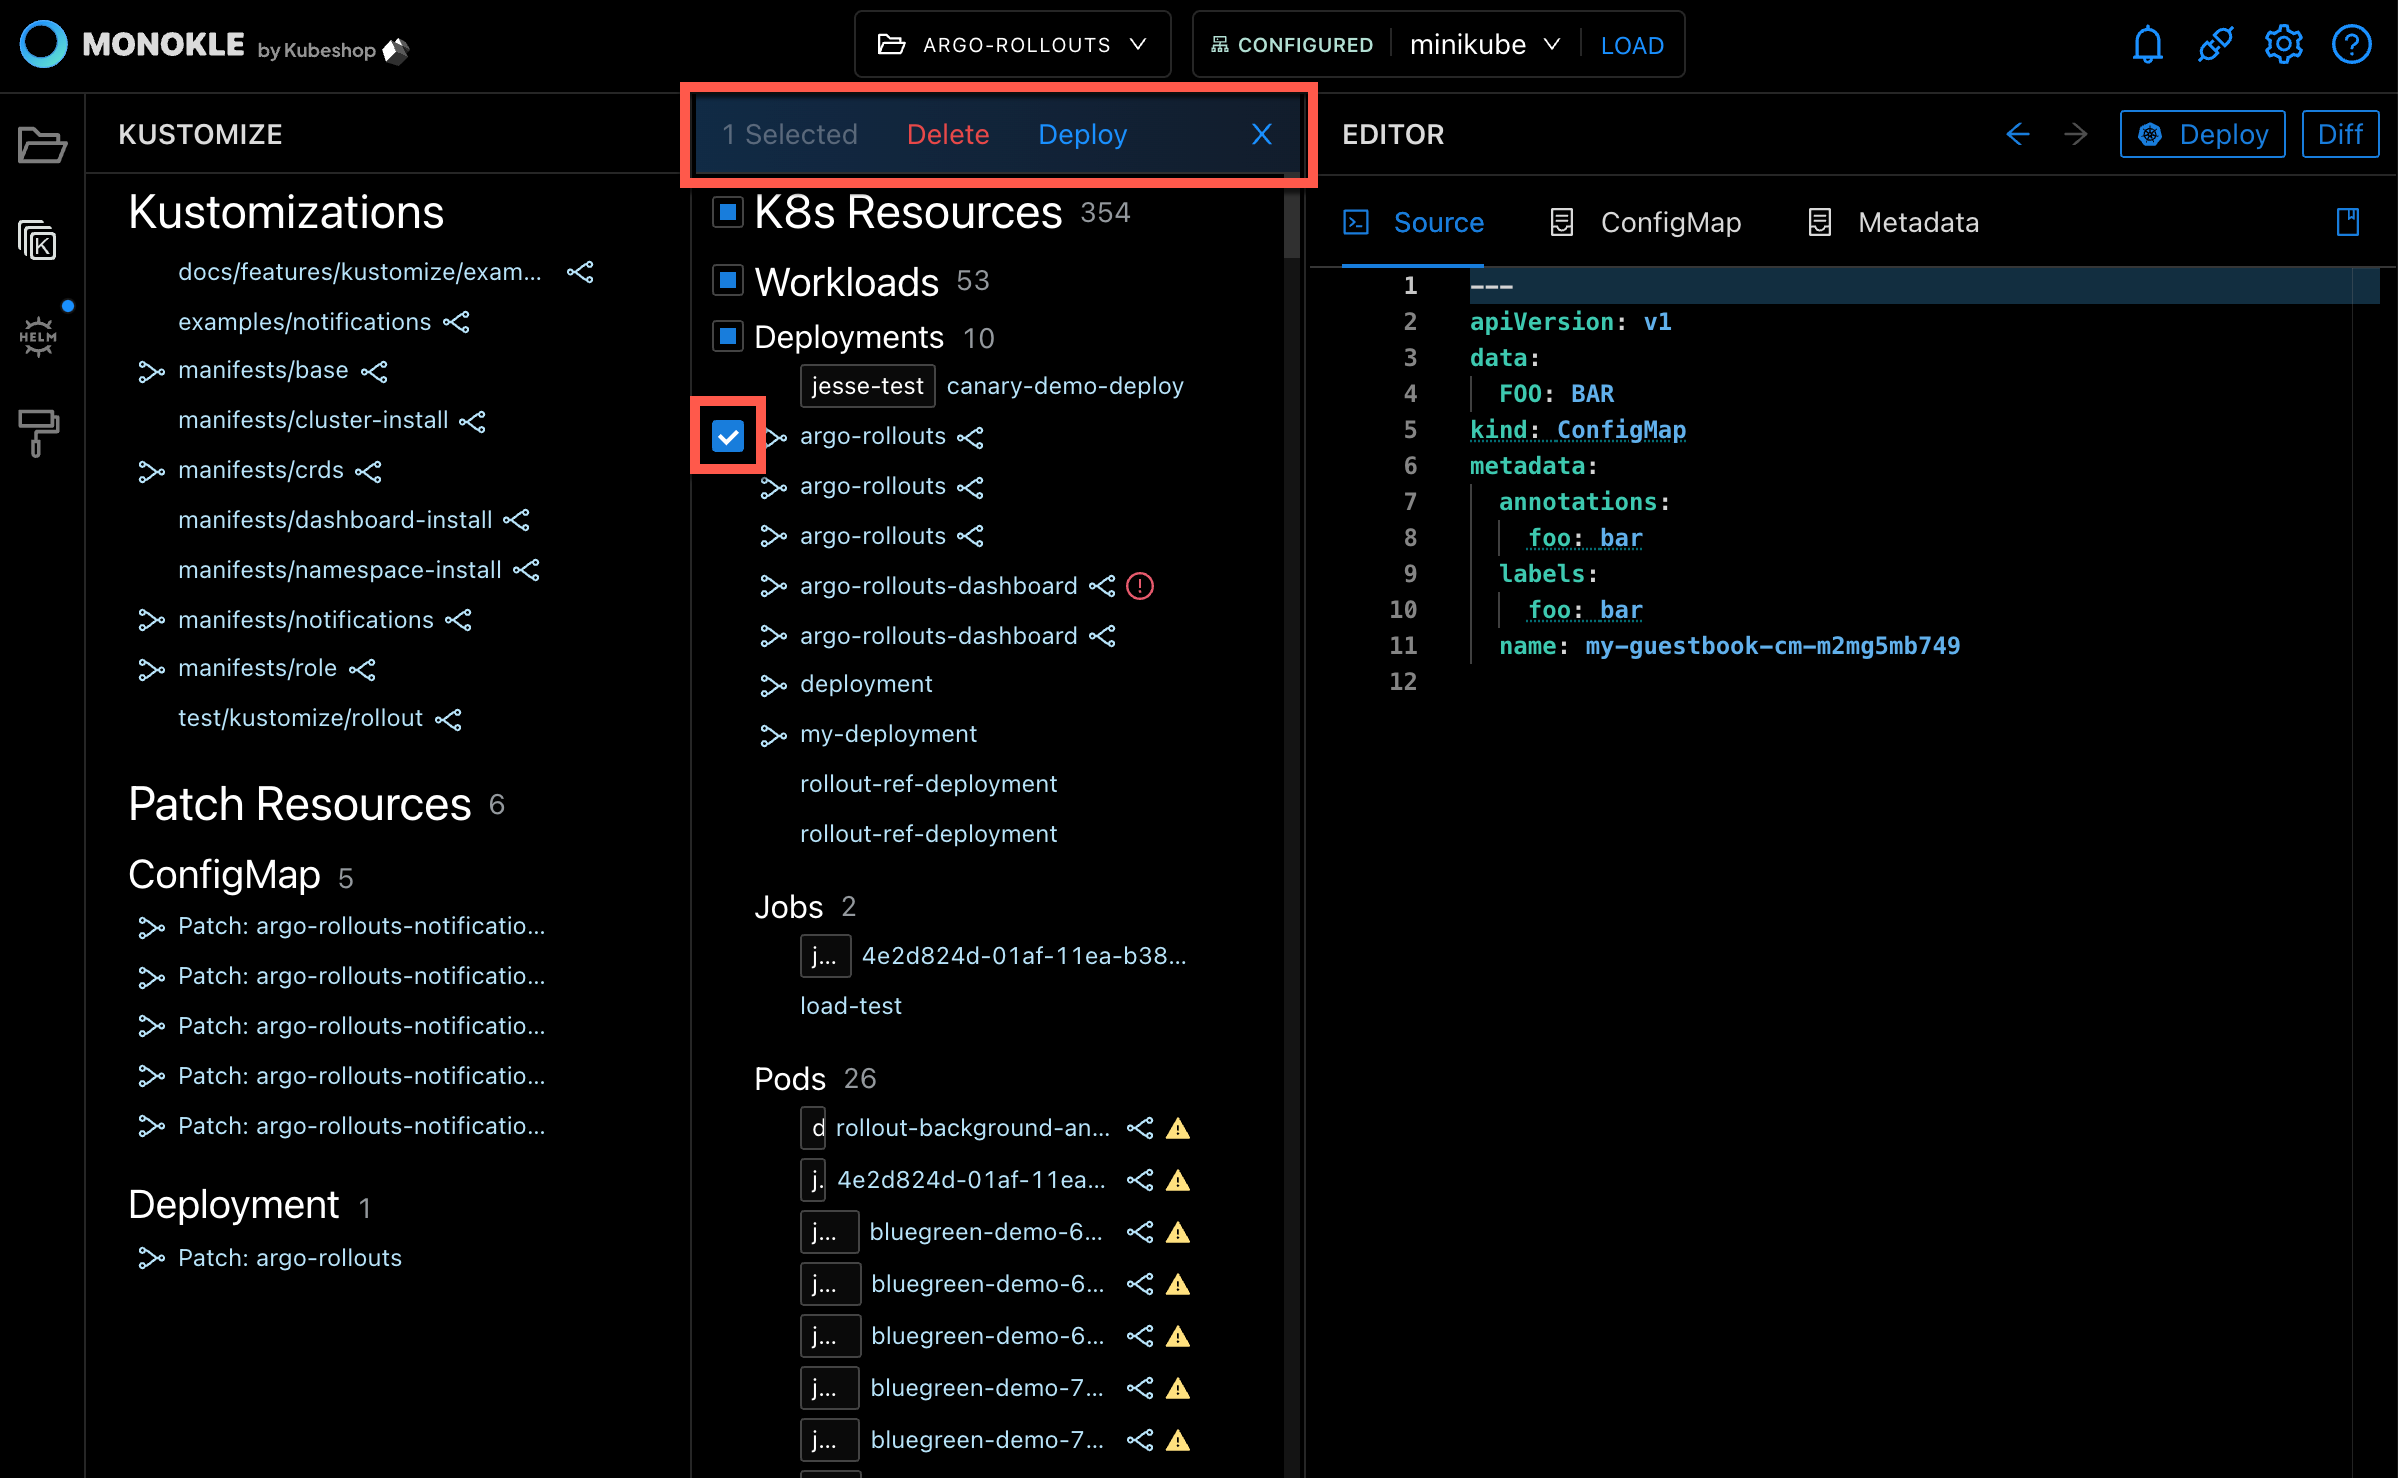 MONOKLE by Kubeshop
ARGO-ROLLOUTS
CONFIGURED minikube LOAD
KUSTOMIZE
Kustomizations
docs/features/kustomize/exam...
examples/notifications
manifests/base
manifests/cluster-install
manifests/crds
manifests/dashboard-install
manifests/namespace-install
manifests/notifications
manifests/role
test/kustomize/rollout
Patch Resources 6
ConfigMap 5
Patch: argo-rollouts-notificatio...
Patch: argo-rollouts-notificatio...
Patch: argo-rollouts-notificatio...
Patch: argo-rollouts-notificatio...
Patch: argo-rollouts-notificatio...
Deployment 1
Patch: argo-rollouts
HELM
K
1 Selected Delete Deploy X
K8s Resources 354
Workloads 53
Deployments 10
jesse-test canary-demo-deploy
argo-rollouts
argo-rollouts
argo-rollouts
argo-rollouts-dashboard
argo-rollouts-dashboard
deployment
my-deployment
rollout-ref-deployment
rollout-ref-deployment
Jobs 2
j... 4e2d824d-01af-11ea-b38...
load-test
Pods 26
d rollout-background-an...
j. 4e2d824d-01af-11ea...
j... bluegreen-demo-6...
j... bluegreen-demo-6...
j... bluegreen-demo-6...
j... bluegreen-demo-7...
j... bluegreen-demo-7...
EDITOR
Deploy Diff
Source ConfigMap Metadata
1 ---
2 apiVersion: v1
3 data:
4 FOO: BAR
5 kind: ConfigMap
6 metadata:
7 annotations:
8 foo: bar
9 labels:
10 foo: bar
11 name: my-guestbook-cm-m2mg5mb749
12